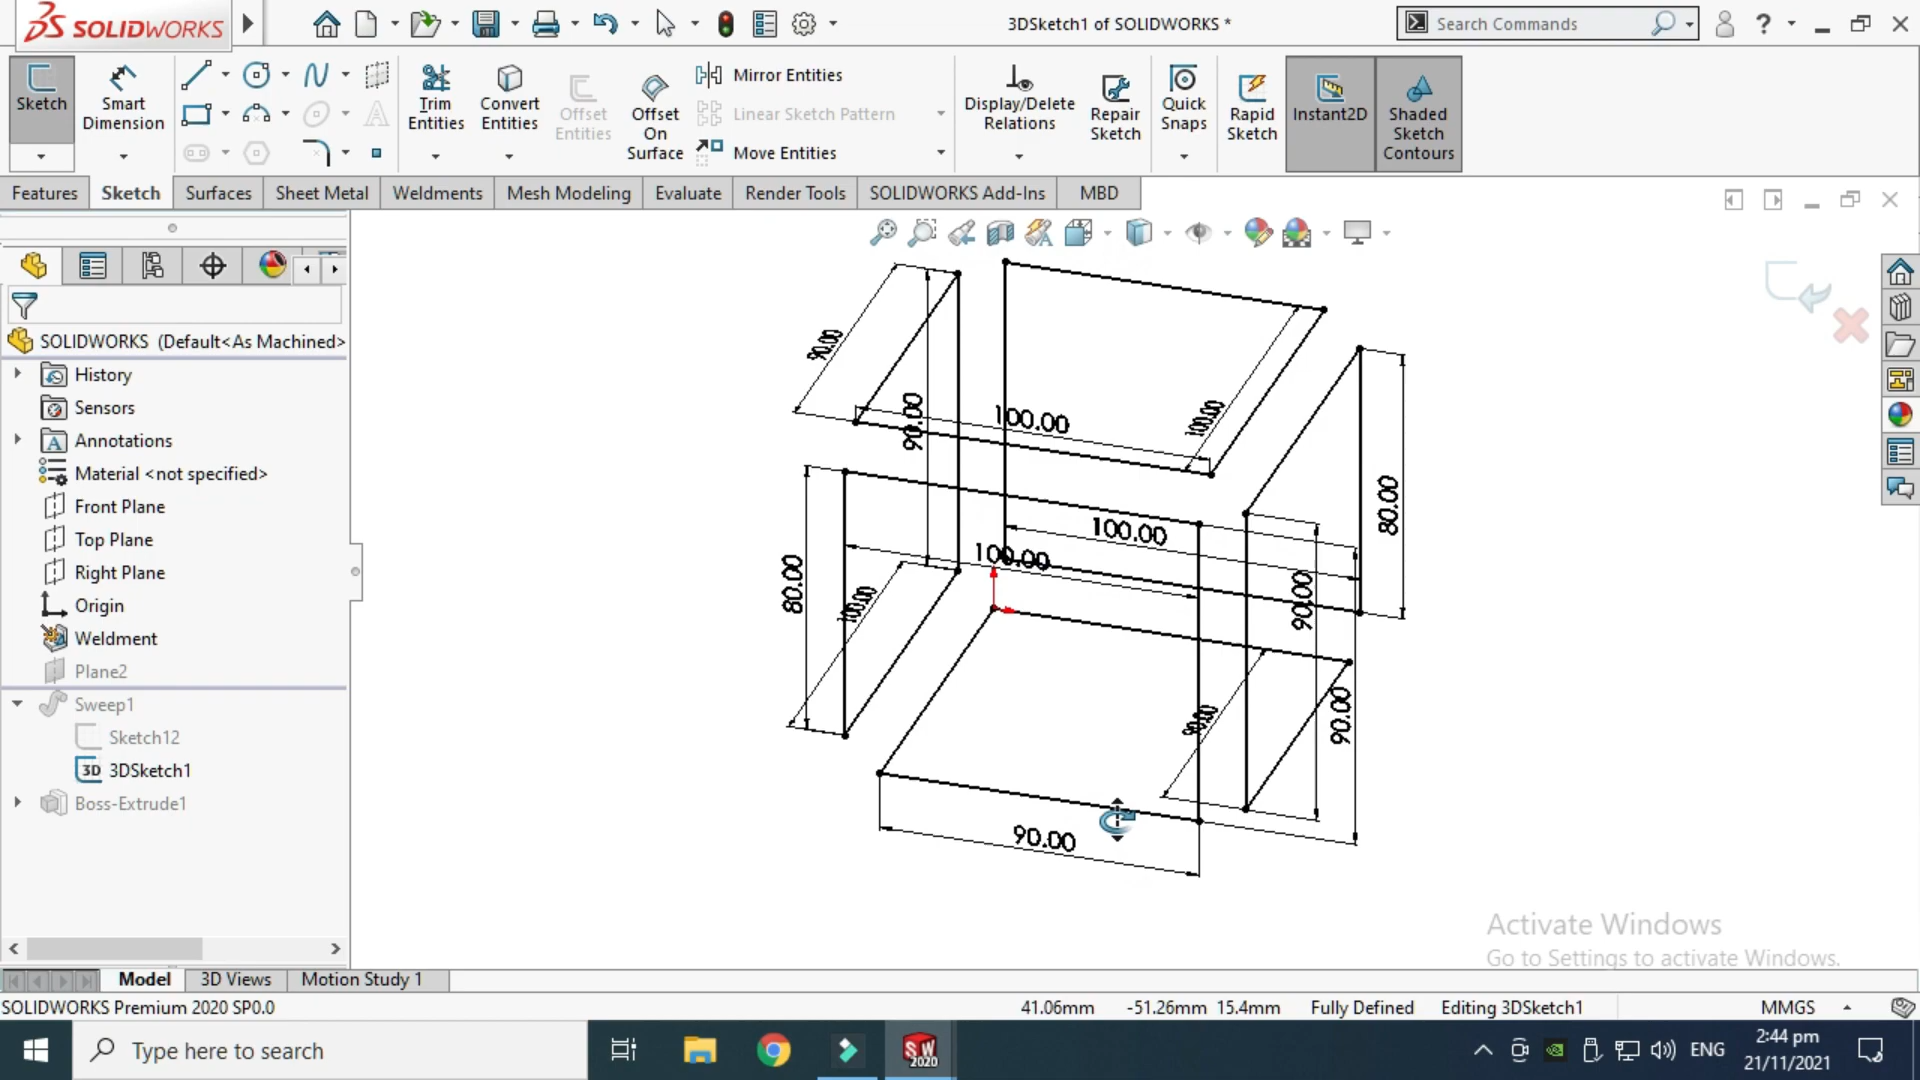 SOLIDWORKS
3DSketch1 of SOLIDWORKS *
Search Commands
?
Sketch
Smart
Dimension
Trim
Entities
Convert
Entities
Offset
Entities
Offset
On
Surface
Mirror Entities
Linear Sketch Pattern
Move Entities
Display/Delete
Relations
Repair
Sketch
Quick
Snaps
Rapid
Sketch
Instant2D
Shaded
Sketch
Contours
Features
Sketch
Surfaces
Sheet Metal
Weldments
Mesh Modeling
Evaluate
Render Tools
SOLIDWORKS Add-Ins
MBD
SOLIDWORKS (Default<As Machined>
History
Sensors
Annotations
Material <not specified>
Front Plane
Top Plane
Right Plane
Origin
Weldment
Plane2
Sweep1
Sketch12
3D 3DSketch1
Boss-Extrude1
90.00
90.00
100.00
100.00
80.00
100.00
100.00
80.00
100.00
90.00
90.00
90.00
90.00
Activate Windows
Go to Settings to activate Windows.
Model
3D Views
Motion Study 1
SOLIDWORKS Premium 2020 SP0.0
41.06mm
-51.26mm
15.4mm
Fully Defined
Editing 3DSketch1
MMGS
Type here to search
SW
2020
ENG
2:44 pm
21/11/2021